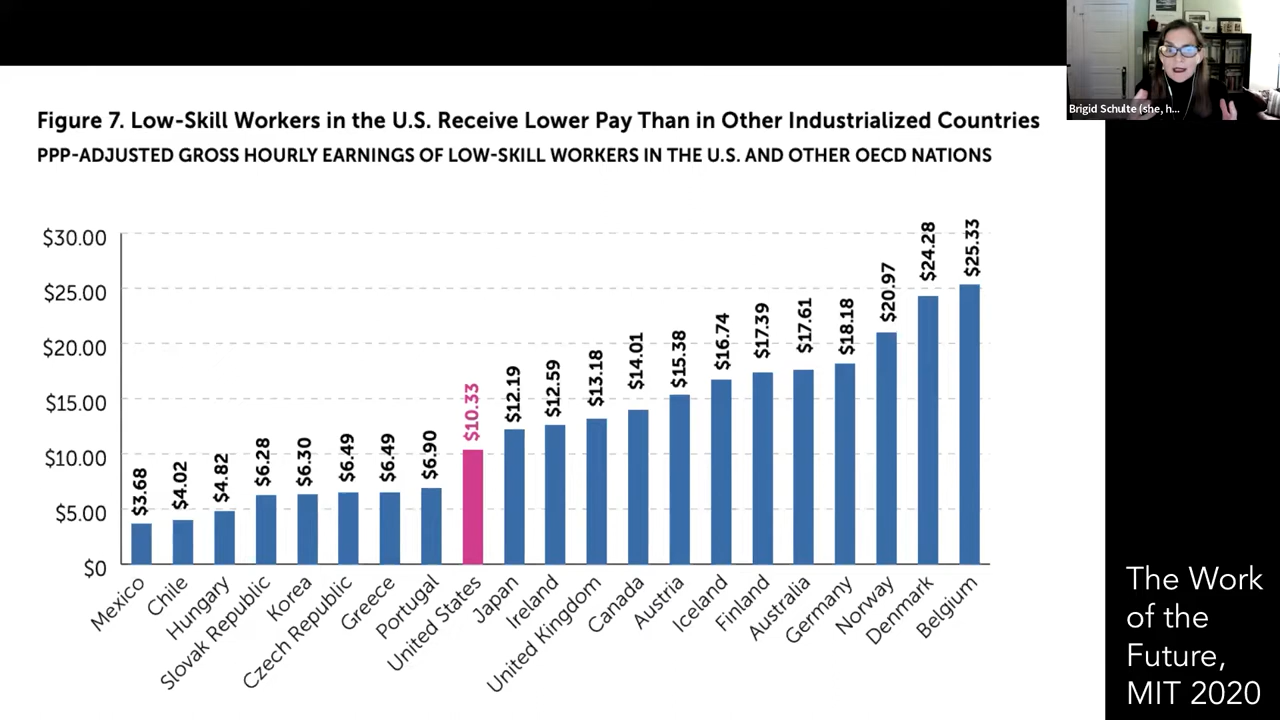 Brigid Schulte (she, h...
Figure 7. Low-Skill Workers in the U.S. Receive Lower Pay Than in Other Industrialized Countries
PPP-ADJUSTED GROSS HOURLY EARNINGS OF LOW-SKILL WORKERS IN THE U.S. AND OTHER OECD NATIONS
$30.00
$25.00
$20.00
$15.00
$10.00
$5.00
$0
$3.68
$4.02
$4.82
$6.28
$6.30
$6.49
$6.49
$6.90
$10.33
$12.19
$12.59
$13.18
$14.01
$15.38
$16.74
$17.39
$17.61
$18.18
$20.97
$24.28
$25.33
Mexico
Chile
Hungary
Slovak Republic
Korea
Czech Republic
Greece
Portugal
United States
Japan
Ireland
United Kingdom
Canada
Austria
Iceland
Finland
Australia
Germany
Norway
Denmark
Belgium
The Work
of the
Future,
MIT 2020